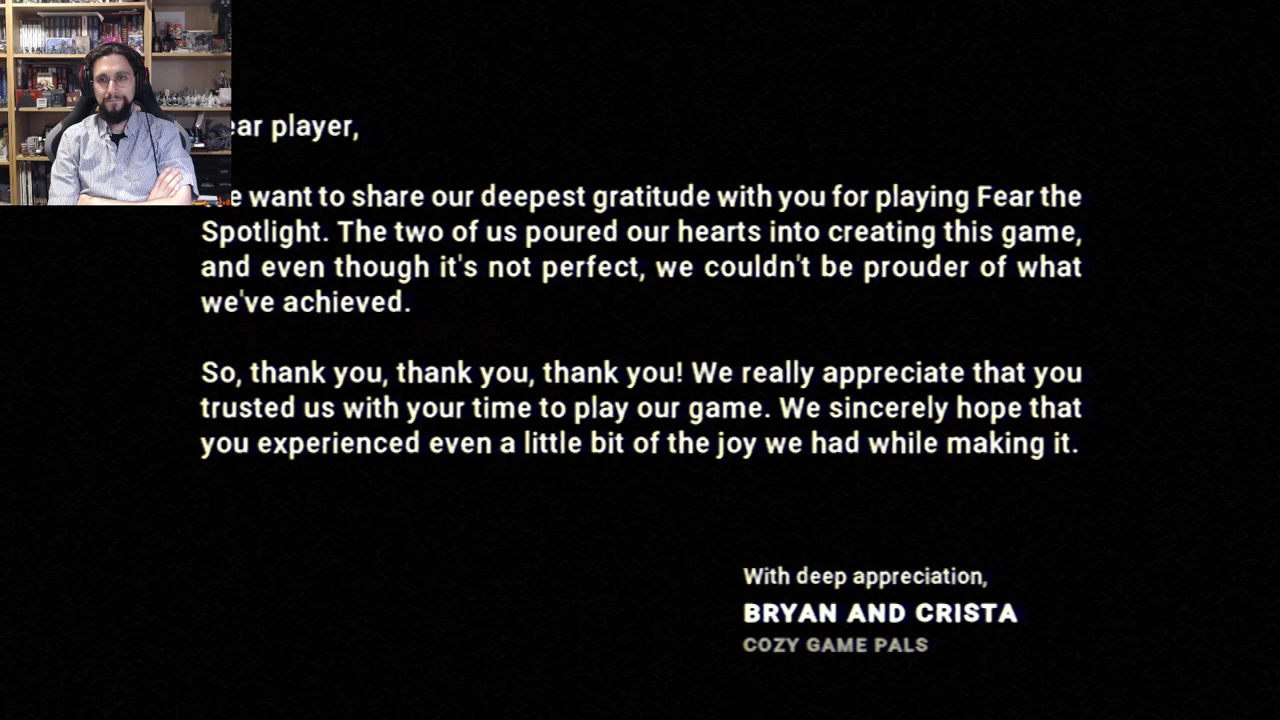 ear player,
e want to share our deepest gratitude with you for playing Fear the
Spotlight. The two of us poured our hearts into creating this game,
and even though it's not perfect, we couldn't be prouder of what
we've achieved.
So, thank you, thank you, thank you! We really appreciate that you
trusted us with your time to play our game. We sincerely hope that
you experienced even a little bit of the joy we had while making it.
With deep appreciation,
BRYAN AND CRISTA
COZY GAME PALS